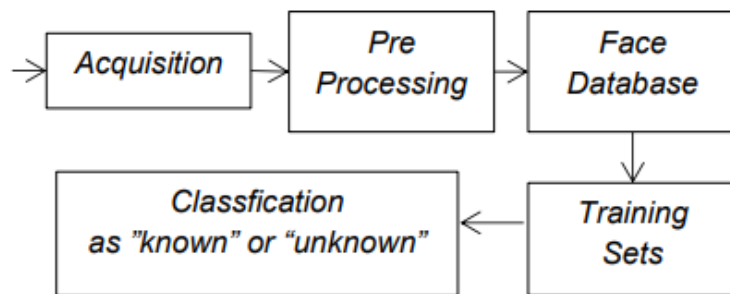 Acquisition
Pre
Processing
Face
Database
Training
Sets
Classfication
as ”known” or “unknown”